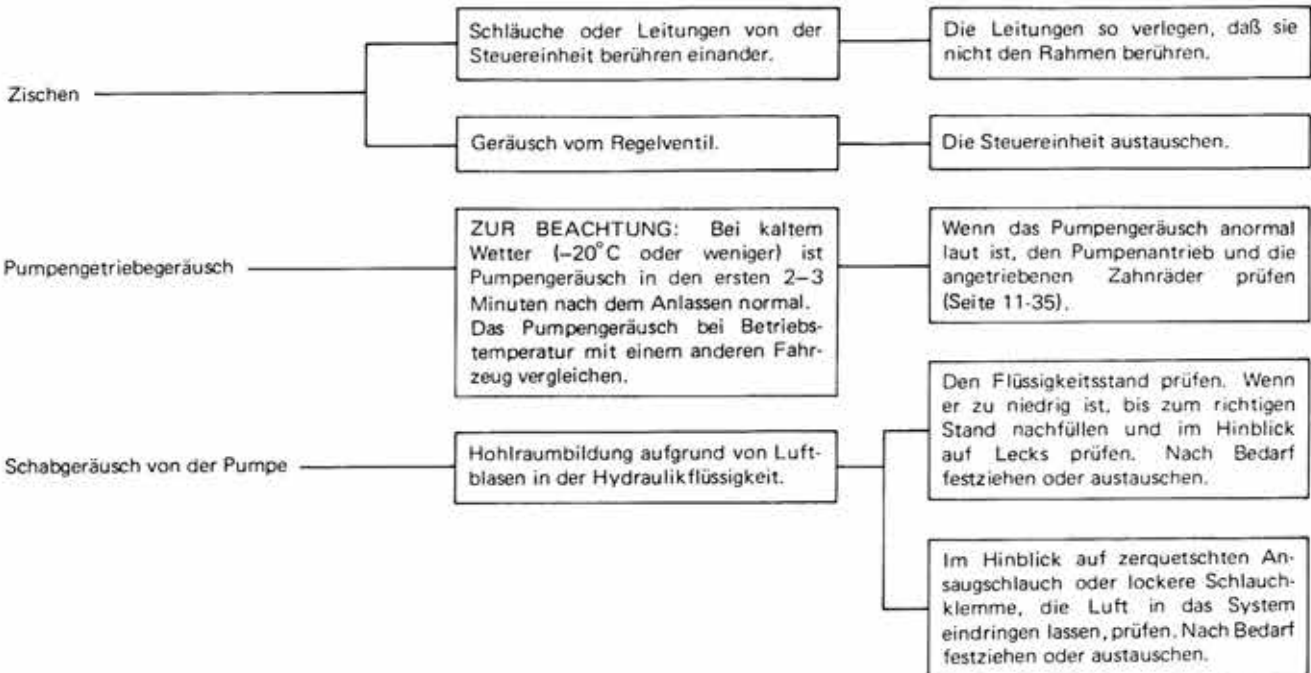 Schläuche oder Leitungen von der
Steuereinheit berühren einander.
Die Leitungen so verlegen, daß sie
nicht den Rahmen berühren.
Zischen
Geräusch vom Regelventil.
Die Steuereinheit austauschen.
Pumpengetriebegeräusch
ZUR BEACHTUNG: Bei kaltem
Wetter (–20°C oder weniger) ist
Pumpengeräusch in den ersten 2–3
Minuten nach dem Anlassen normal.
Das Pumpengeräusch bei Betriebs-
temperatur mit einem anderen Fahr-
zeug vergleichen.
Wenn das Pumpengeräusch anormal
laut ist, den Pumpenantrieb und die
angetriebenen Zahnräder prüfen
(Seite 11-35).
Schabgeräusch von der Pumpe
Hohlraumbildung aufgrund von Luft-
blasen in der Hydraulikflüssigkeit.
Den Flüssigkeitsstand prüfen. Wenn
er zu niedrig ist, bis zum richtigen
Stand nachfüllen und im Hinblick
auf Lecks prüfen. Nach Bedarf
festziehen oder austauschen.
Im Hinblick auf zerquetschten An-
saugschlauch oder lockere Schlauch-
klemme, die Luft in das System
eindringen lassen, prüfen. Nach Bedarf
festziehen oder austauschen.